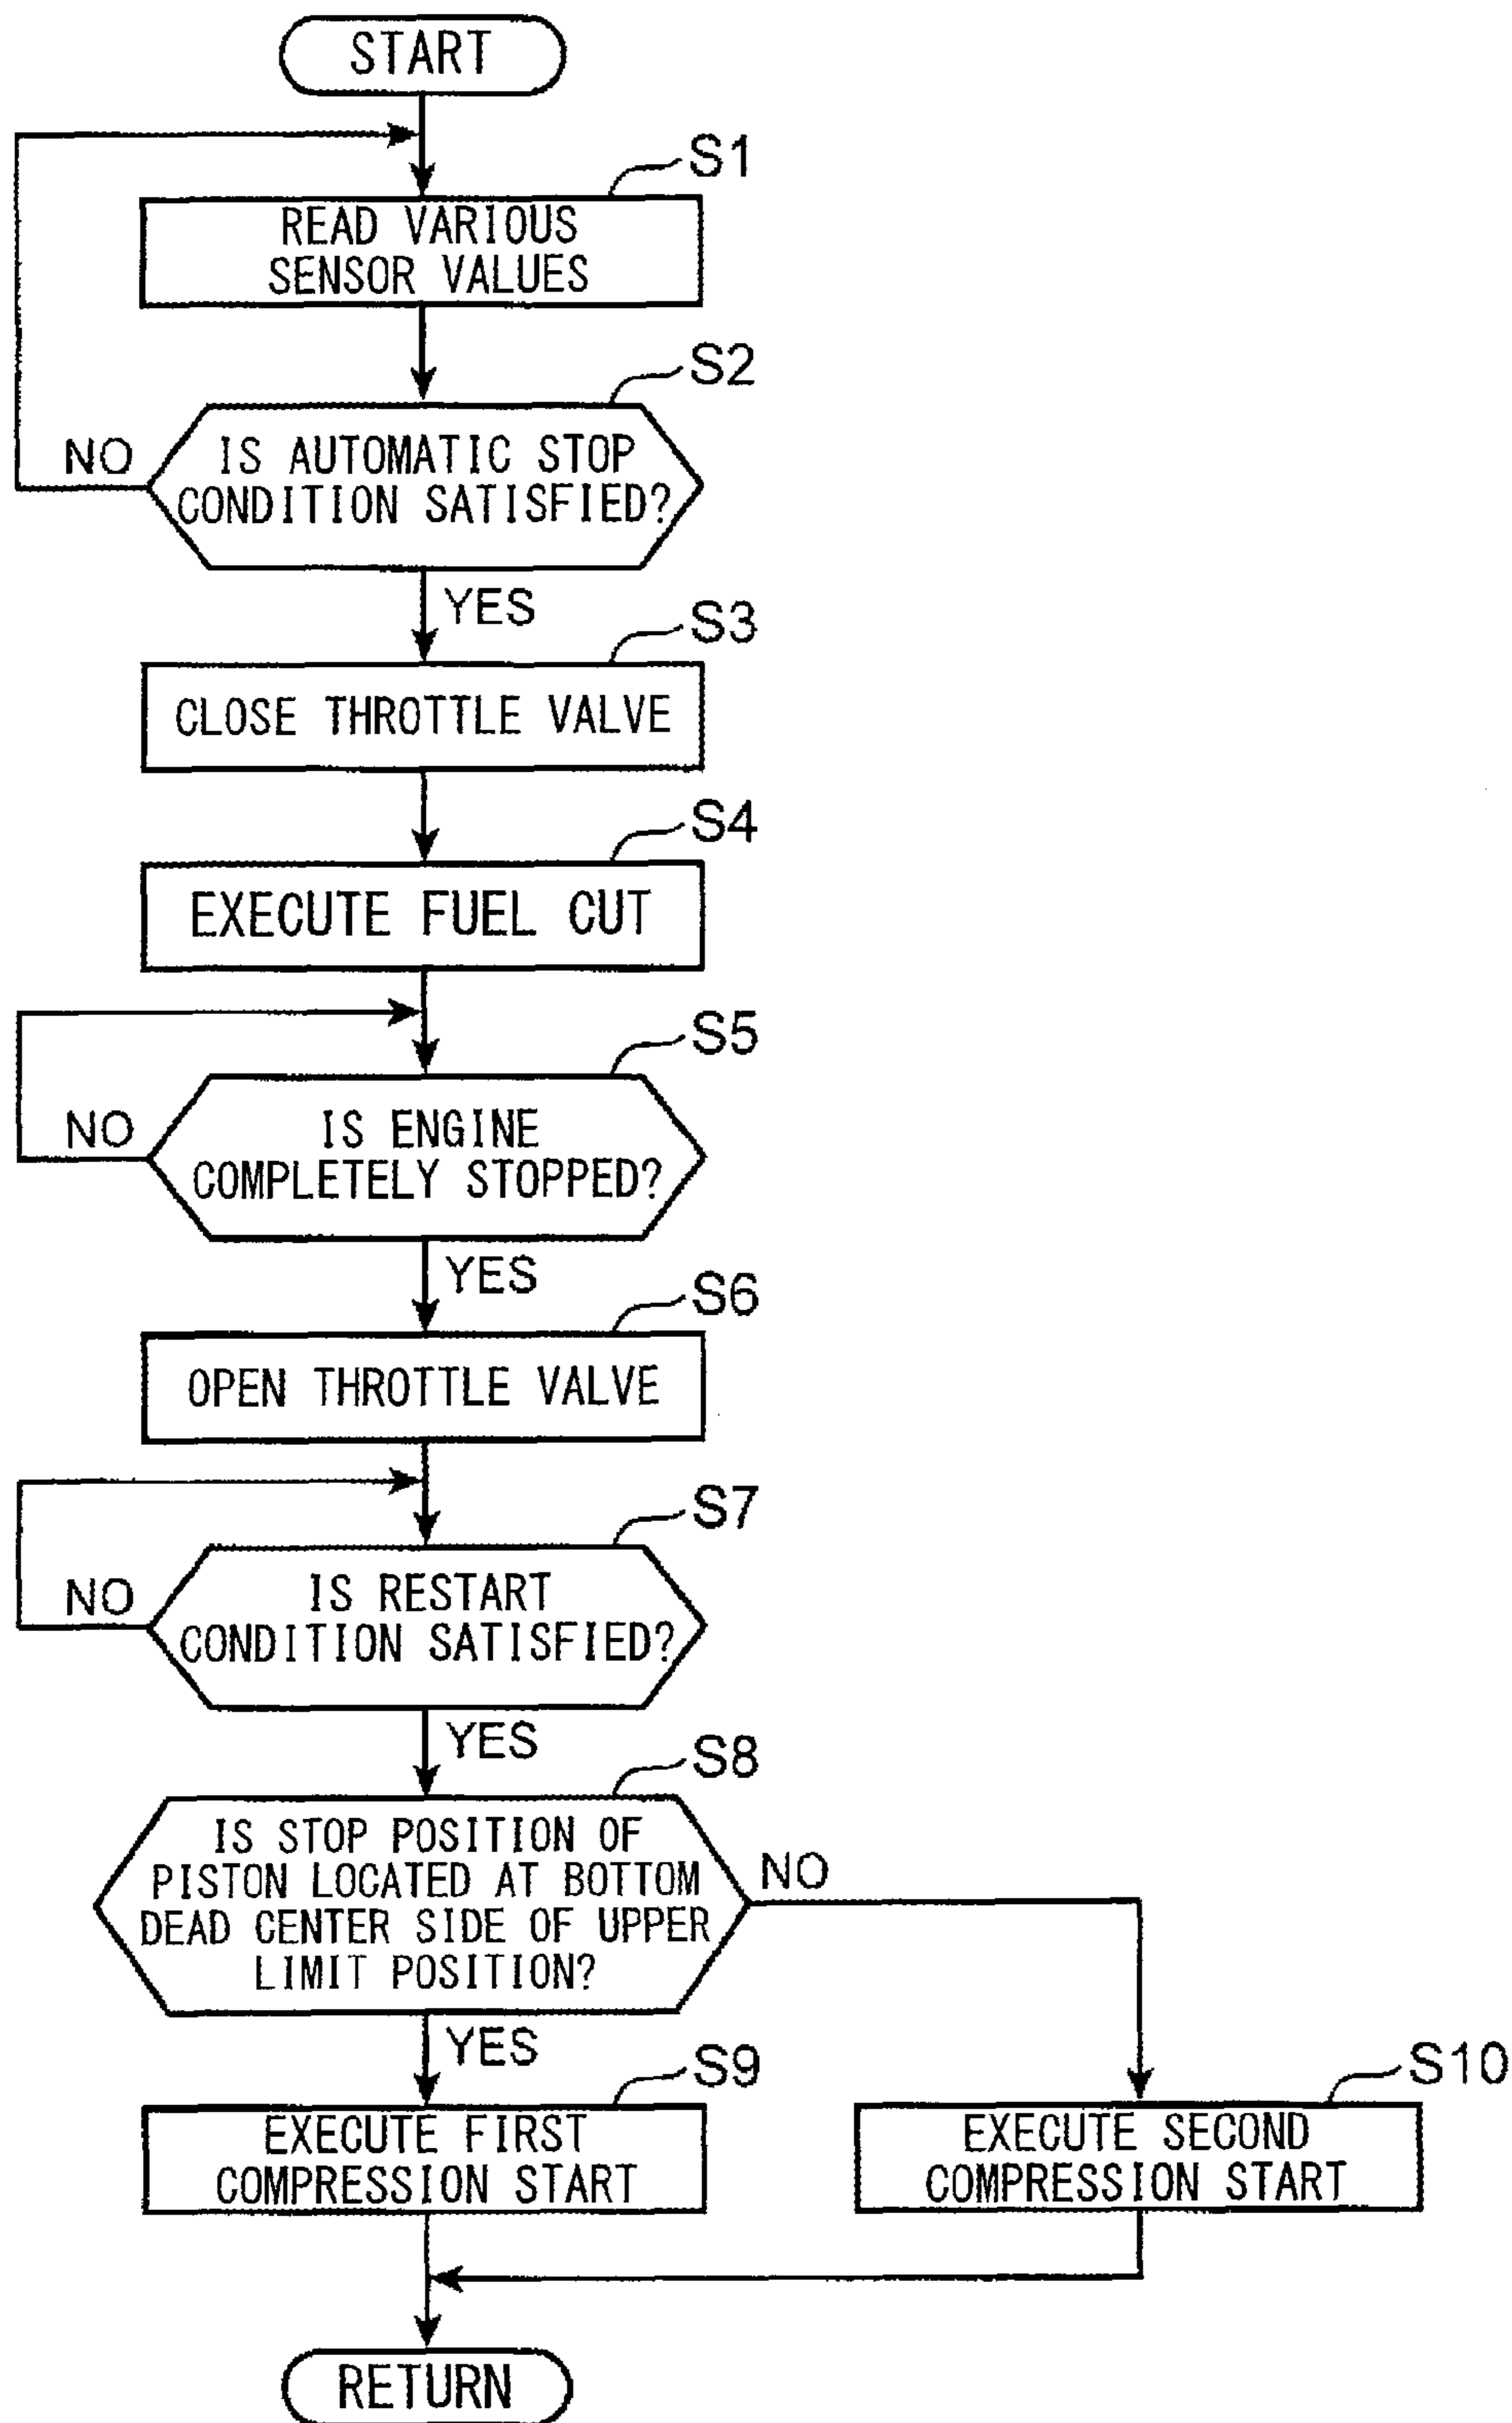 START
S1
READ VARIOUS
SENSOR VALUES
S2
IS AUTOMATIC STOP
CONDITION SATISFIED?
NO
YES
S3
CLOSE THROTTLE VALVE
S4
EXECUTE FUEL CUT
S5
IS ENGINE
COMPLETELY STOPPED?
NO
YES
S6
OPEN THROTTLE VALVE
S7
IS RESTART
CONDITION SATISFIED?
NO
YES
S8
IS STOP POSITION OF
PISTON LOCATED AT BOTTOM
DEAD CENTER SIDE OF UPPER
LIMIT POSITION?
NO
YES
S9
EXECUTE FIRST
COMPRESSION START
S10
EXECUTE SECOND
COMPRESSION START
RETURN